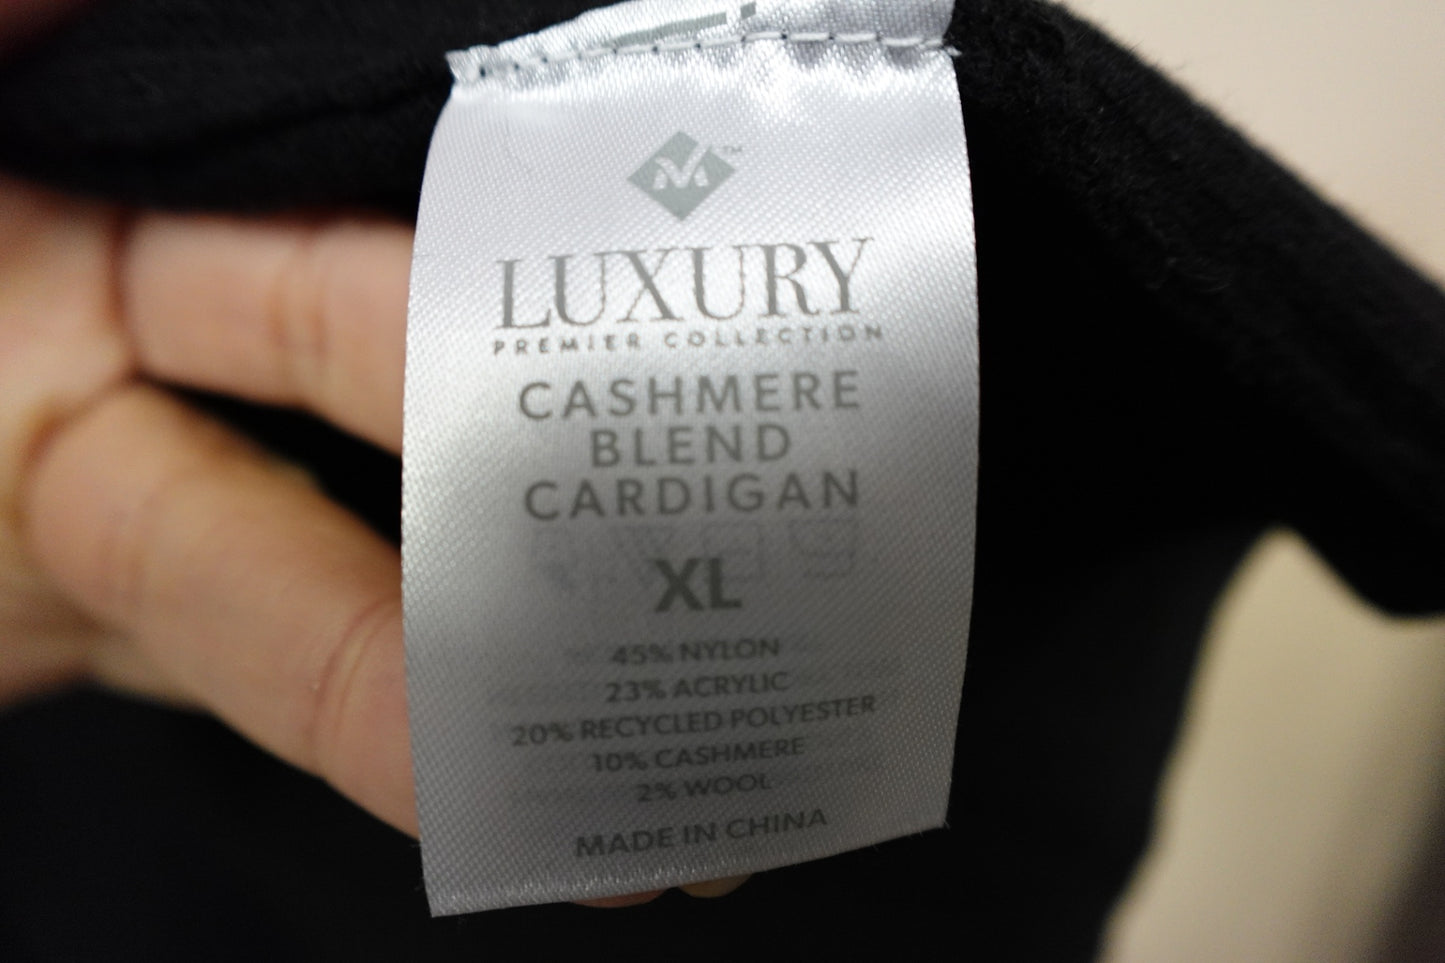 M™
LUXURY
PREMIER COLLECTION
CASHMERE
BLEND
CARDIGAN
XL
45% NYLON
23% ACRYLIC
20% RECYCLED POLYESTER
10% CASHMERE
2% WOOL
MADE IN CHINA